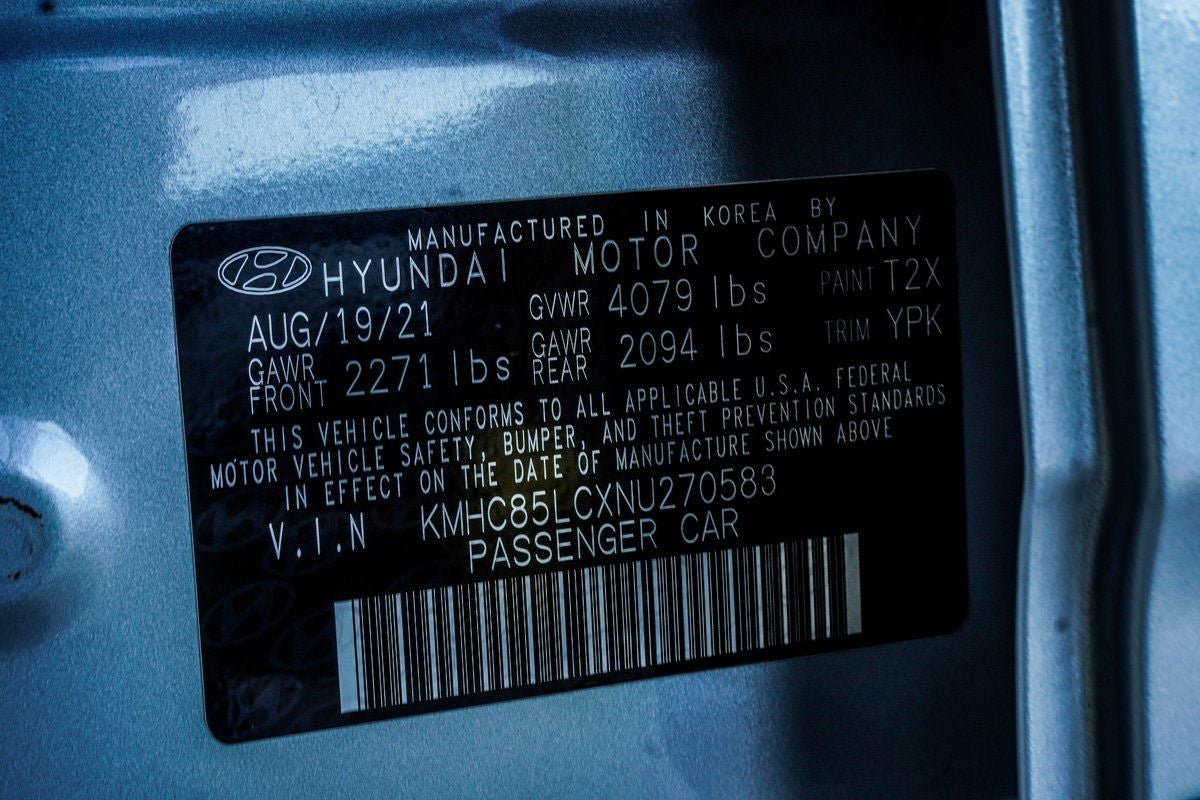 MANUFACTURED IN KOREA BY
HYUNDAI MOTOR COMPANY
AUG/19/21 GVWR 4079 lbs PAINT T2X
GAWR FRONT 2271 lbs GAWR REAR 2094 lbs TRIM YPK
THIS VEHICLE CONFORMS TO ALL APPLICABLE U.S.A. FEDERAL
MOTOR VEHICLE SAFETY, BUMPER, AND THEFT PREVENTION STANDARDS
IN EFFECT ON THE DATE OF MANUFACTURE SHOWN ABOVE
V.I.N KMHC85LCXNU270583
PASSENGER CAR